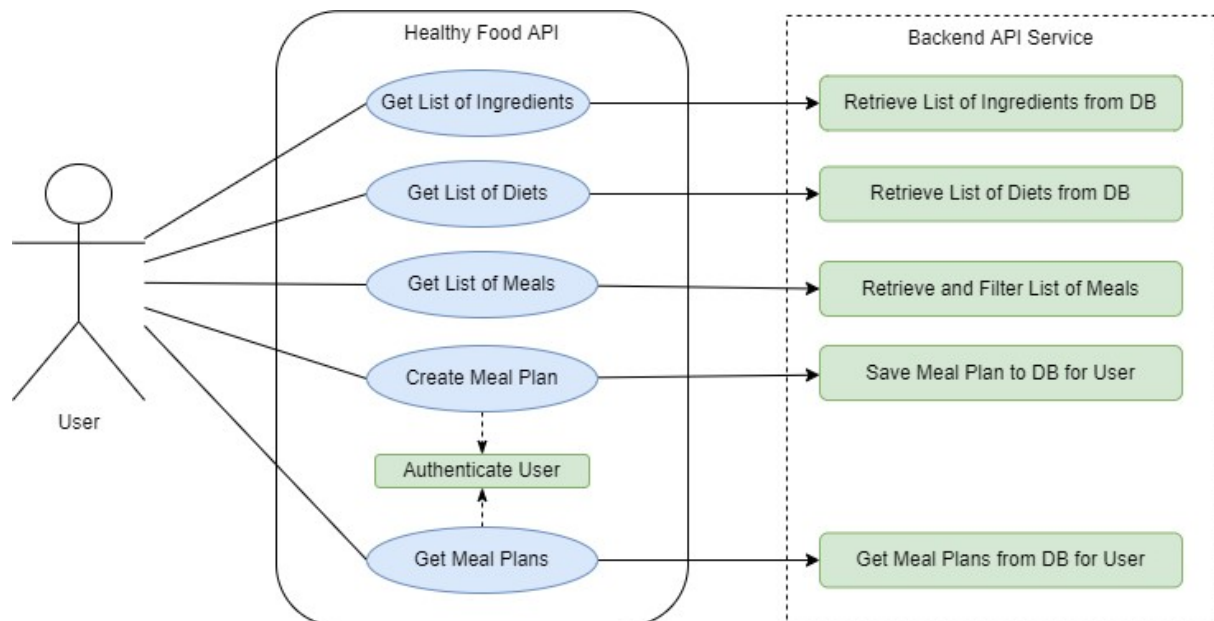 Healthy Food API
Backend API Service
Get List of Ingredients
Retrieve List of Ingredients from DB
Get List of Diets
Retrieve List of Diets from DB
Get List of Meals
Retrieve and Filter List of Meals
Create Meal Plan
Save Meal Plan to DB for User
User
Authenticate User
Get Meal Plans
Get Meal Plans from DB for User